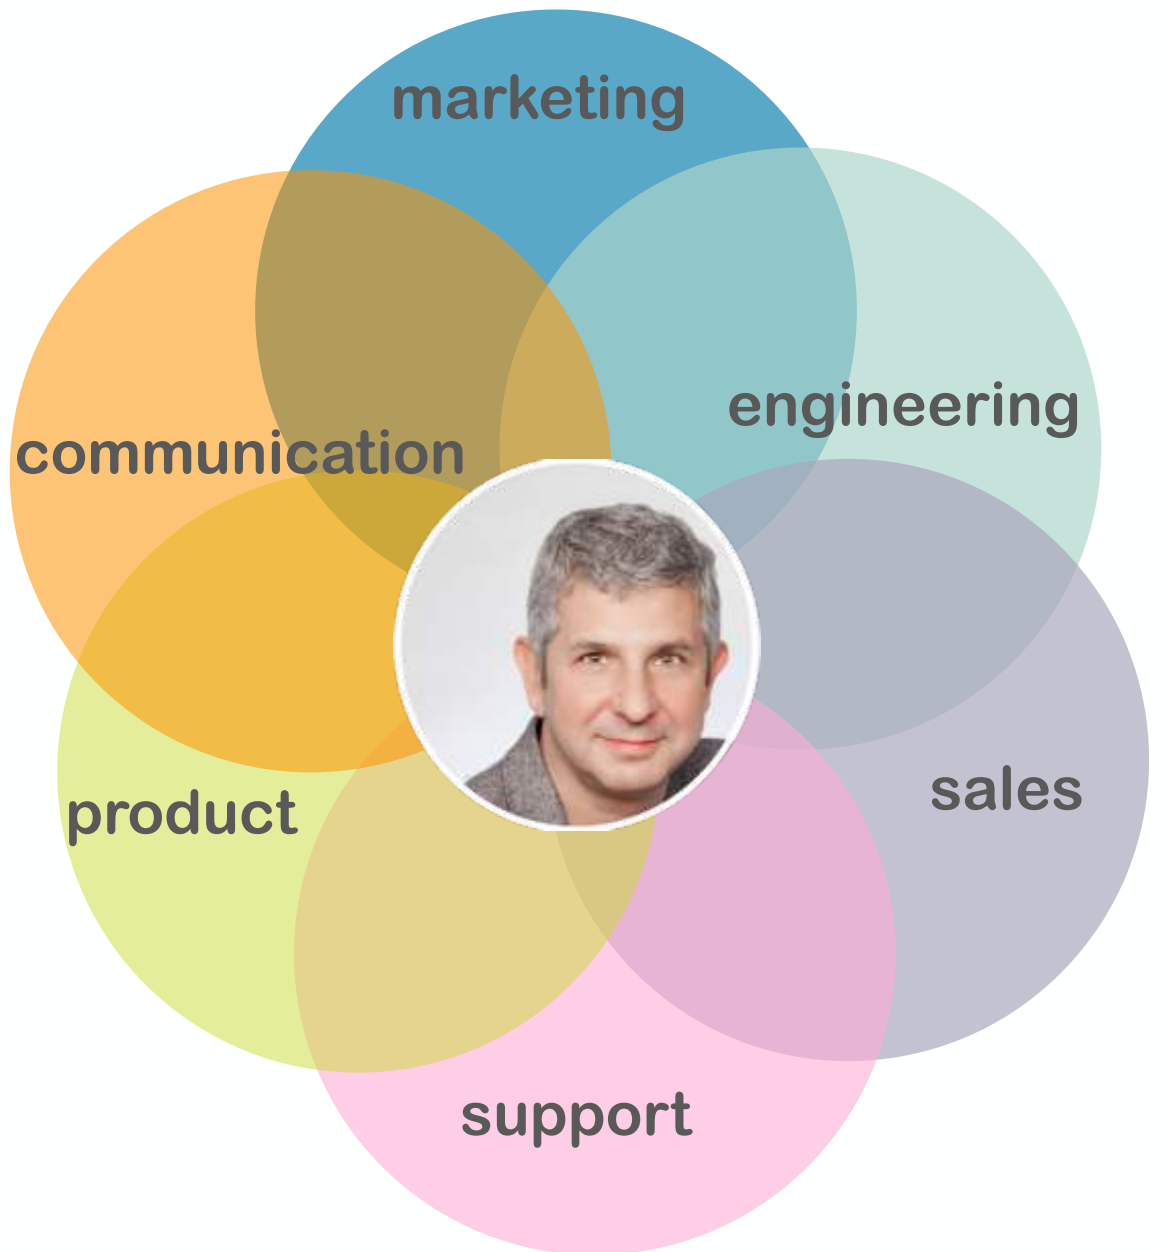 marketing
engineering
communication
sales
product
support